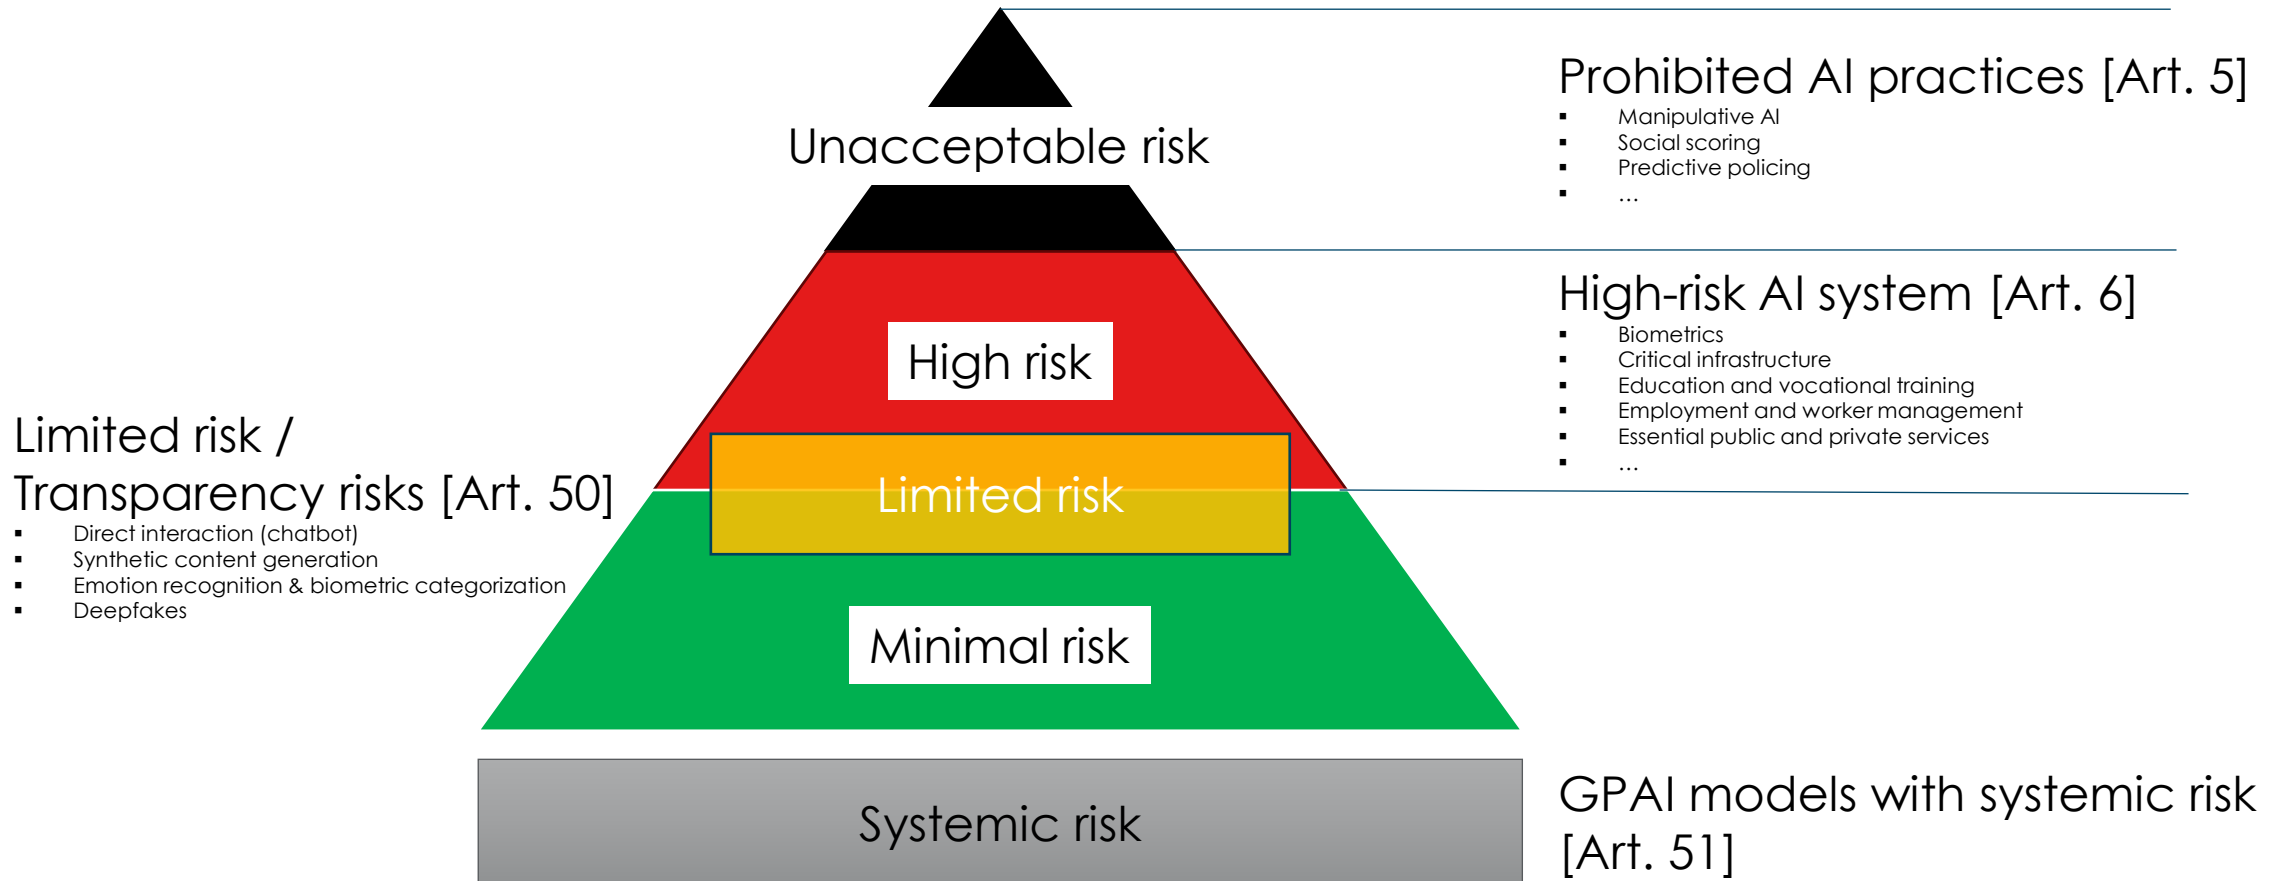 Prohibited AI practices [Art. 5]
▪ Manipulative AI
▪ Social scoring
▪ Predictive policing
▪ …
Unacceptable risk
High-risk AI system [Art. 6]
▪ Biometrics
▪ Critical infrastructure
▪ Education and vocational training
▪ Employment and worker management
▪ Essential public and private services
▪ …
High risk
Limited risk /
Transparency risks [Art. 50]
▪ Direct interaction (chatbot)
▪ Synthetic content generation
▪ Emotion recognition & biometric categorization
▪ Deepfakes
Limited risk
Minimal risk
Systemic risk
GPAI models with systemic risk
[Art. 51]